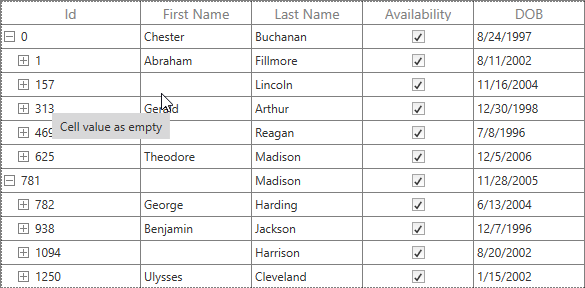 Id First Name Last Name Availability DOB
0 Chester Buchanan 8/24/1997
1 Abraham Fillmore 8/11/2002
157 Lincoln 11/16/2004
313 Gerald Arthur 12/30/1998
469 Reagan 7/8/1996
Cell value as empty
625 Theodore Madison 12/5/2006
781 Madison 11/28/2005
782 George Harding 6/13/2004
938 Benjamin Jackson 12/7/1996
1094 Harrison 8/20/2002
1250 Ulysses Cleveland 1/15/2002